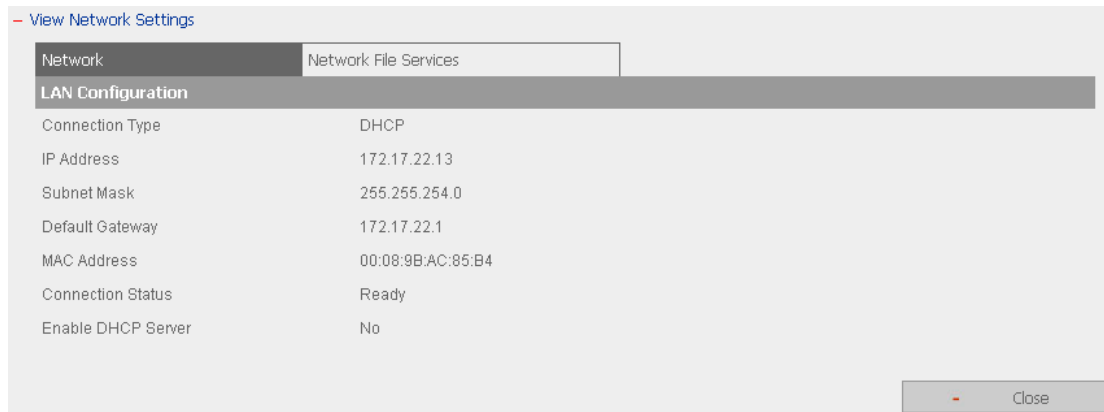 – View Network Settings
Network Network File Services
LAN Configuration
Connection Type DHCP
IP Address 172.17.22.13
Subnet Mask 255.255.254.0
Default Gateway 172.17.22.1
MAC Address 00:08:9B:AC:85:B4
Connection Status Ready
Enable DHCP Server No
- Close